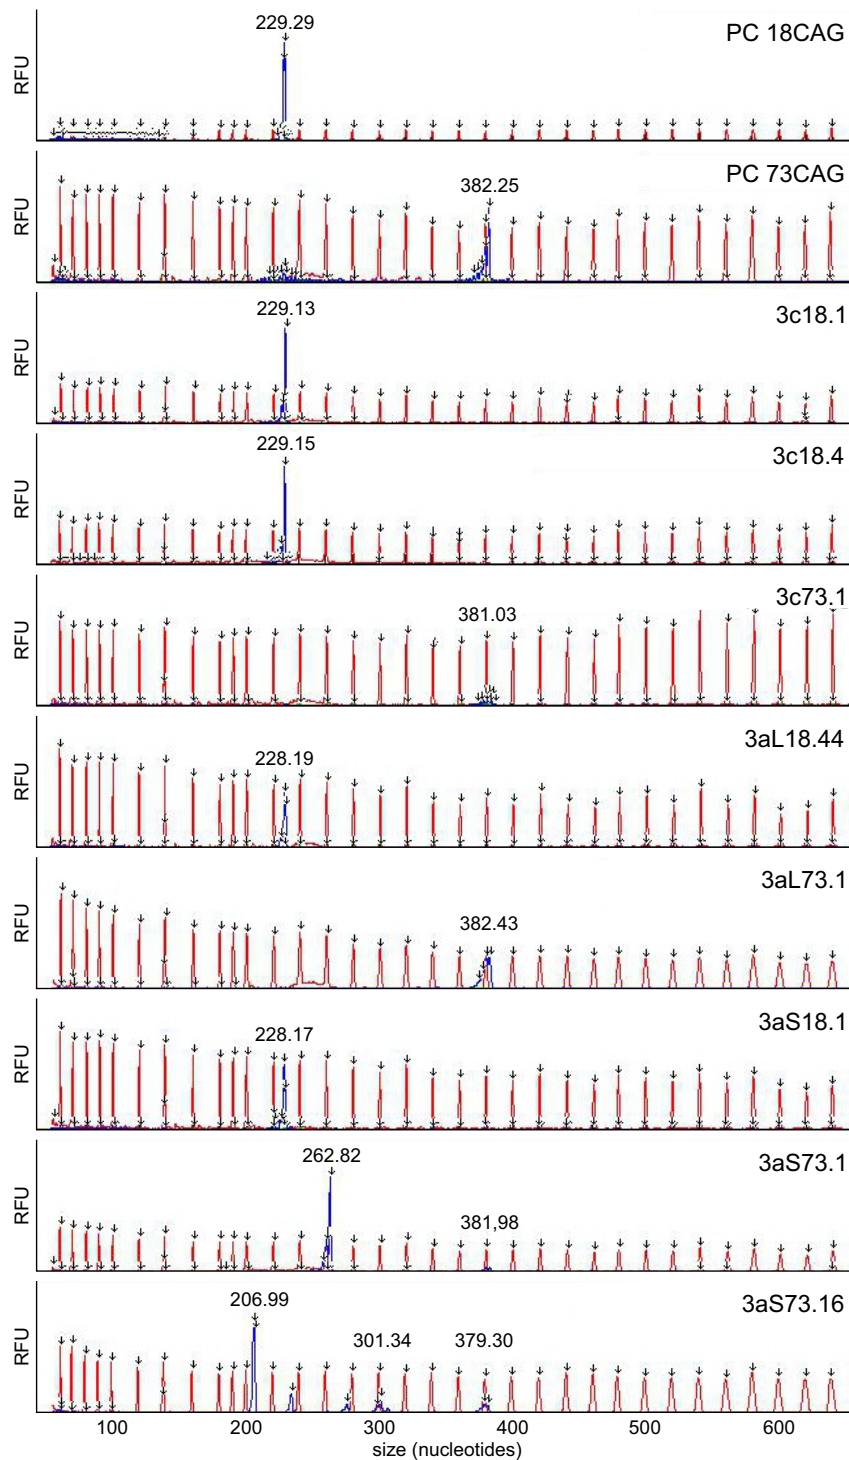 229.29
PC 18CAG
RFU
PC 73CAG
382.25
RFU
229.13
3c18.1
RFU
229.15
3c18.4
RFU
3c73.1
381.03
RFU
3aL18.44
228.19
RFU
3aL73.1
382.43
RFU
3aS18.1
228.17
RFU
3aS73.1
262.82
381,98
RFU
3aS73.16
206.99
301.34 379.30
RFU
100 200 300 400 500 600
size (nucleotides)